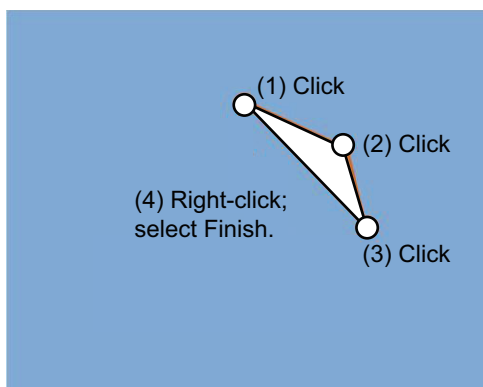 (1) Click
(2) Click
(4) Right-click;
select Finish.
(3) Click